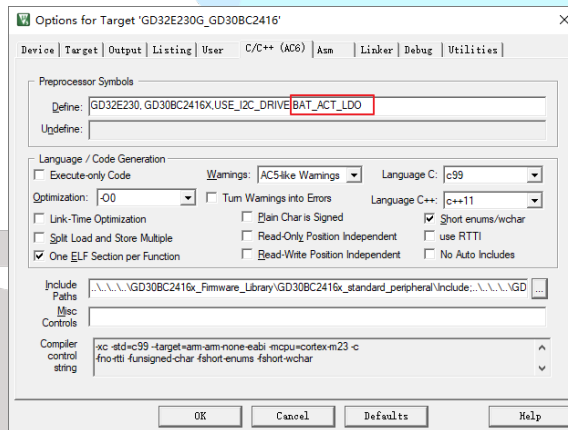 Options for Target 'GD32E230G_GD30BC2416'
Device Target Output Listing User C/C++ (AC6) Asm Linker Debug Utilities
Preprocessor Symbols
Define: GD32E230, GD30BC2416X,USE_I2C_DRIVE BAT_ACT_LDO
Undefine:
Language / Code Generation
Execute-only Code Warnings: AC5-like Warnings Language C: c99
Optimization: -O0 Turn Warnings into Errors Language C++: c++11
Link-Time Optimization Plain Char is Signed Short enums/wchar
Split Load and Store Multiple Read-Only Position Independent use RTTI
One ELF Section per Function Read-Write Position Independent No Auto Includes
Include Paths ..\..\..\..\GD30BC2416x_Firmware_Library\GD30BC2416x_standard_peripheral\Include;..\..\..\..\GD ...
Misc Controls
Compiler control string -xc -std=c99 --target=arm-arm-none-eabi -mcpu=cortex-m23 -c
-fno-rtti -funsigned-char -fshort-enums -fshort-wchar
OK Cancel Defaults Help